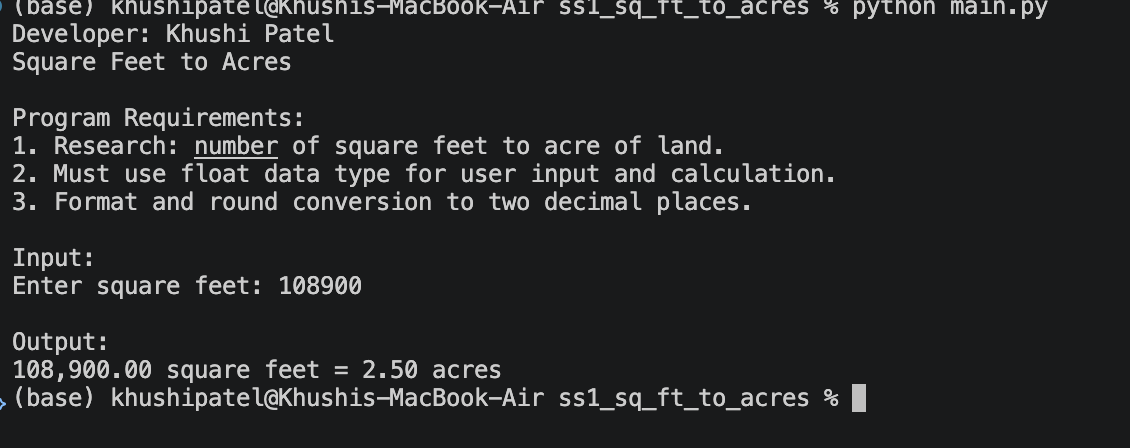 (base) khushipatel@Khushis-MacBook-Air ss1_sq_ft_to_acres % python main.py
Developer: Khushi Patel
Square Feet to Acres
Program Requirements:
1. Research: number of square feet to acre of land.
2. Must use float data type for user input and calculation.
3. Format and round conversion to two decimal places.
Input:
Enter square feet: 108900
Output:
108,900.00 square feet = 2.50 acres
(base) khushipatel@Khushis-MacBook-Air ss1_sq_ft_to_acres %